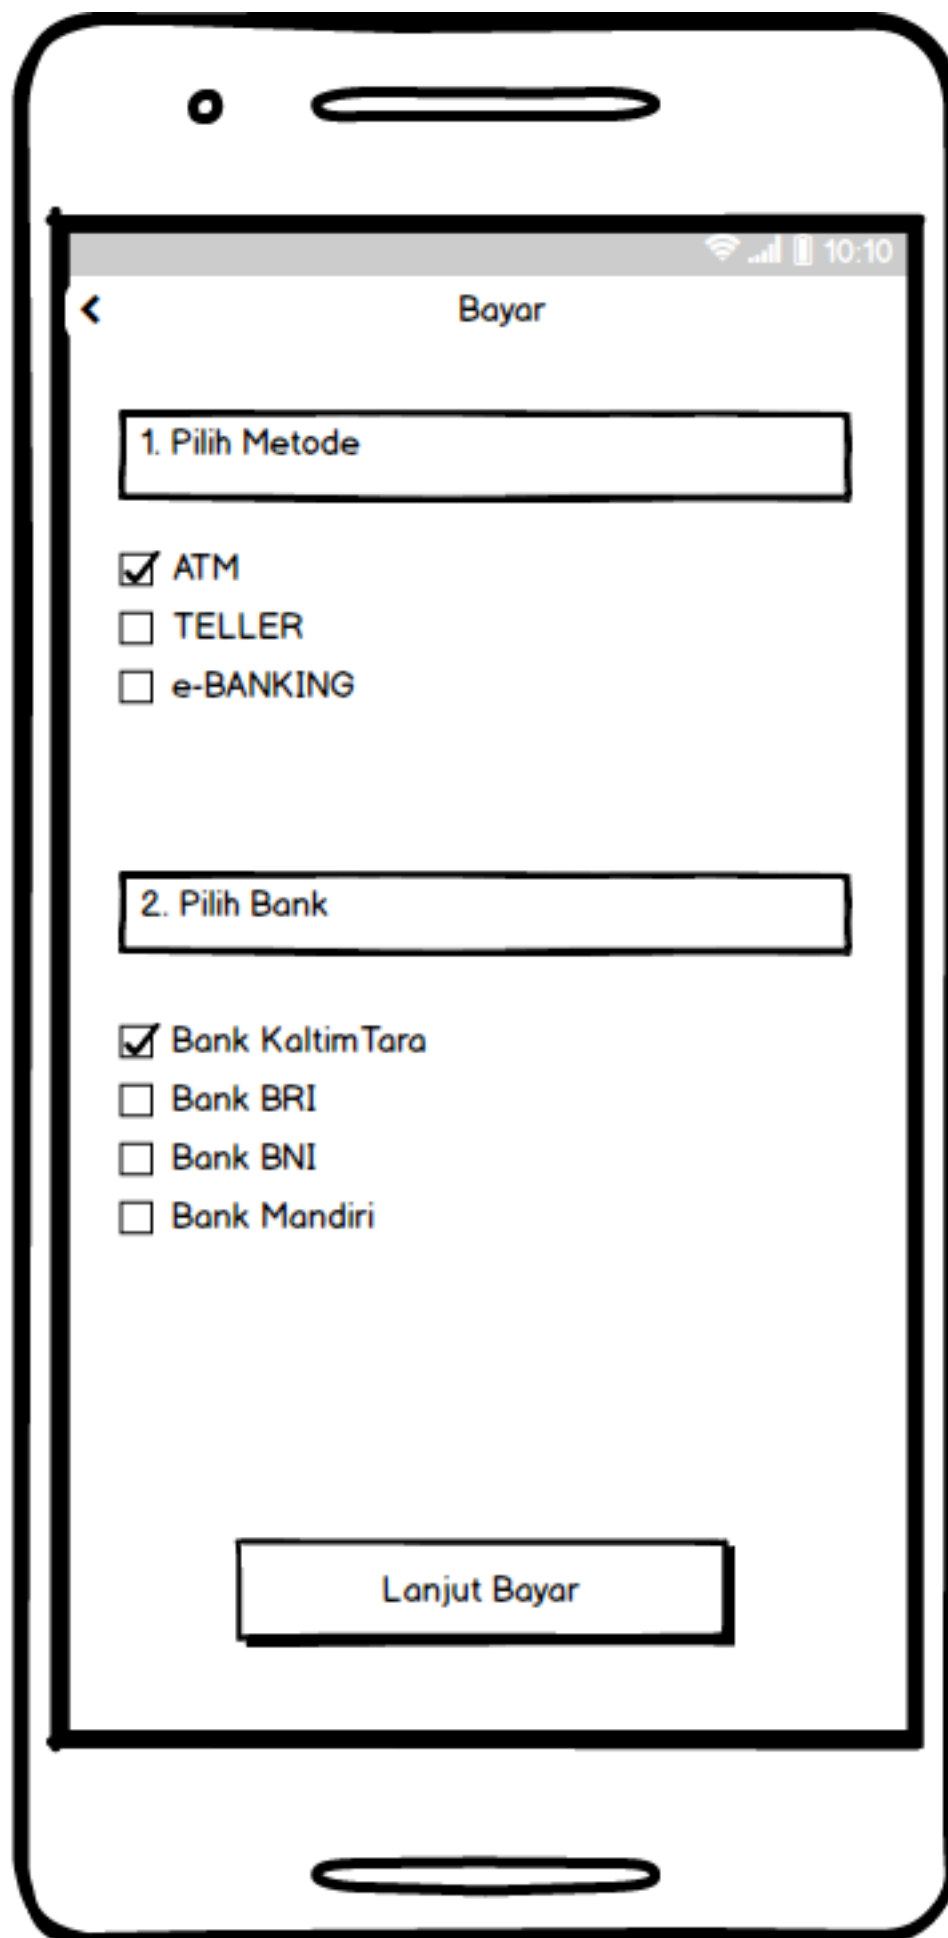 10:10
Bayar
1. Pilih Metode
ATM
TELLER
e-BANKING
2. Pilih Bank
Bank KaltimTara
Bank BRI
Bank BNI
Bank Mandiri
Lanjut Bayar